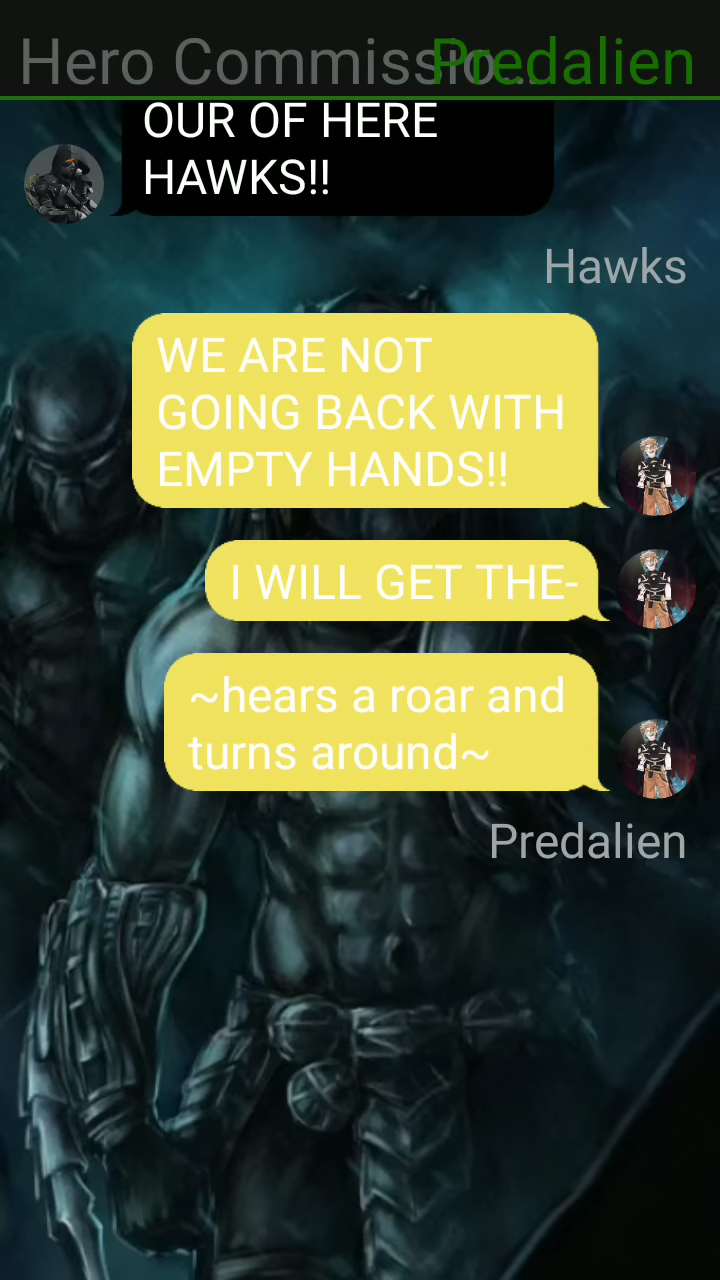 Hero Commissio... Predalien
OUR OF HERE
HAWKS!!
Hawks
WE ARE NOT
GOING BACK WITH
EMPTY HANDS!!
I WILL GET THE-
~hears a roar and
turns around~
Predalien